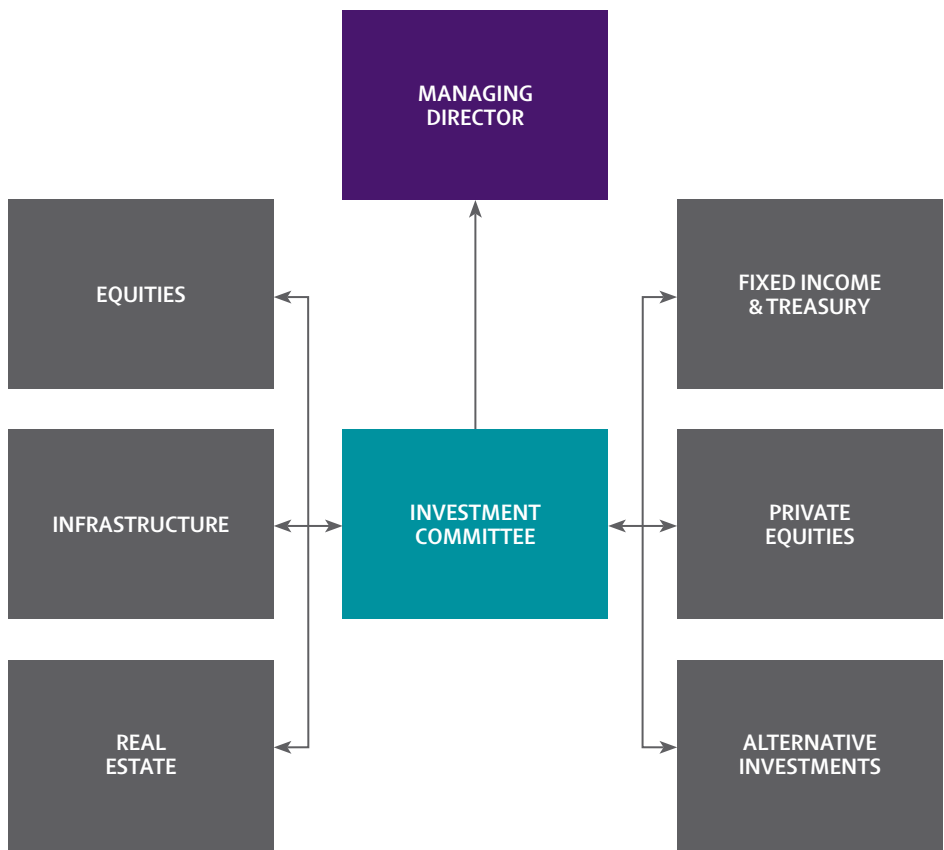 MANAGING
DIRECTOR
EQUITIES
FIXED INCOME
& TREASURY
INFRASTRUCTURE
INVESTMENT
COMMITTEE
PRIVATE
EQUITIES
REAL
ESTATE
ALTERNATIVE
INVESTMENTS